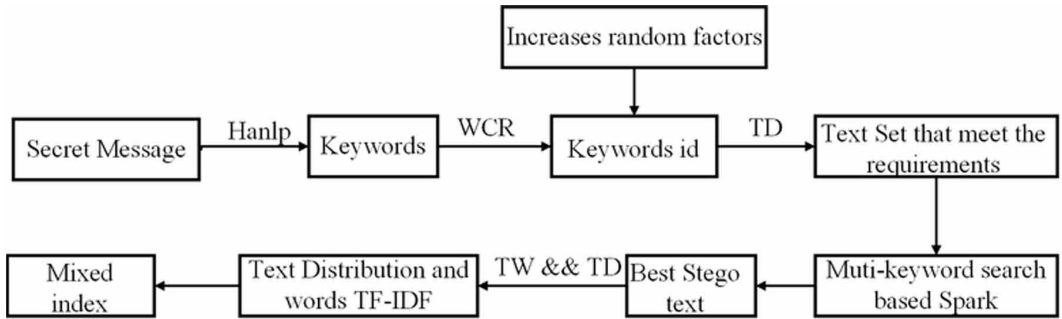 Increases random factors
Secret Message
Hanlp
Keywords
WCR
Keywords id
TD
Text Set that meet the
requirements
Mixed
index
Text Distribution and
words TF-IDF
TW && TD
Best Stego
text
Muti-keyword search
based Spark